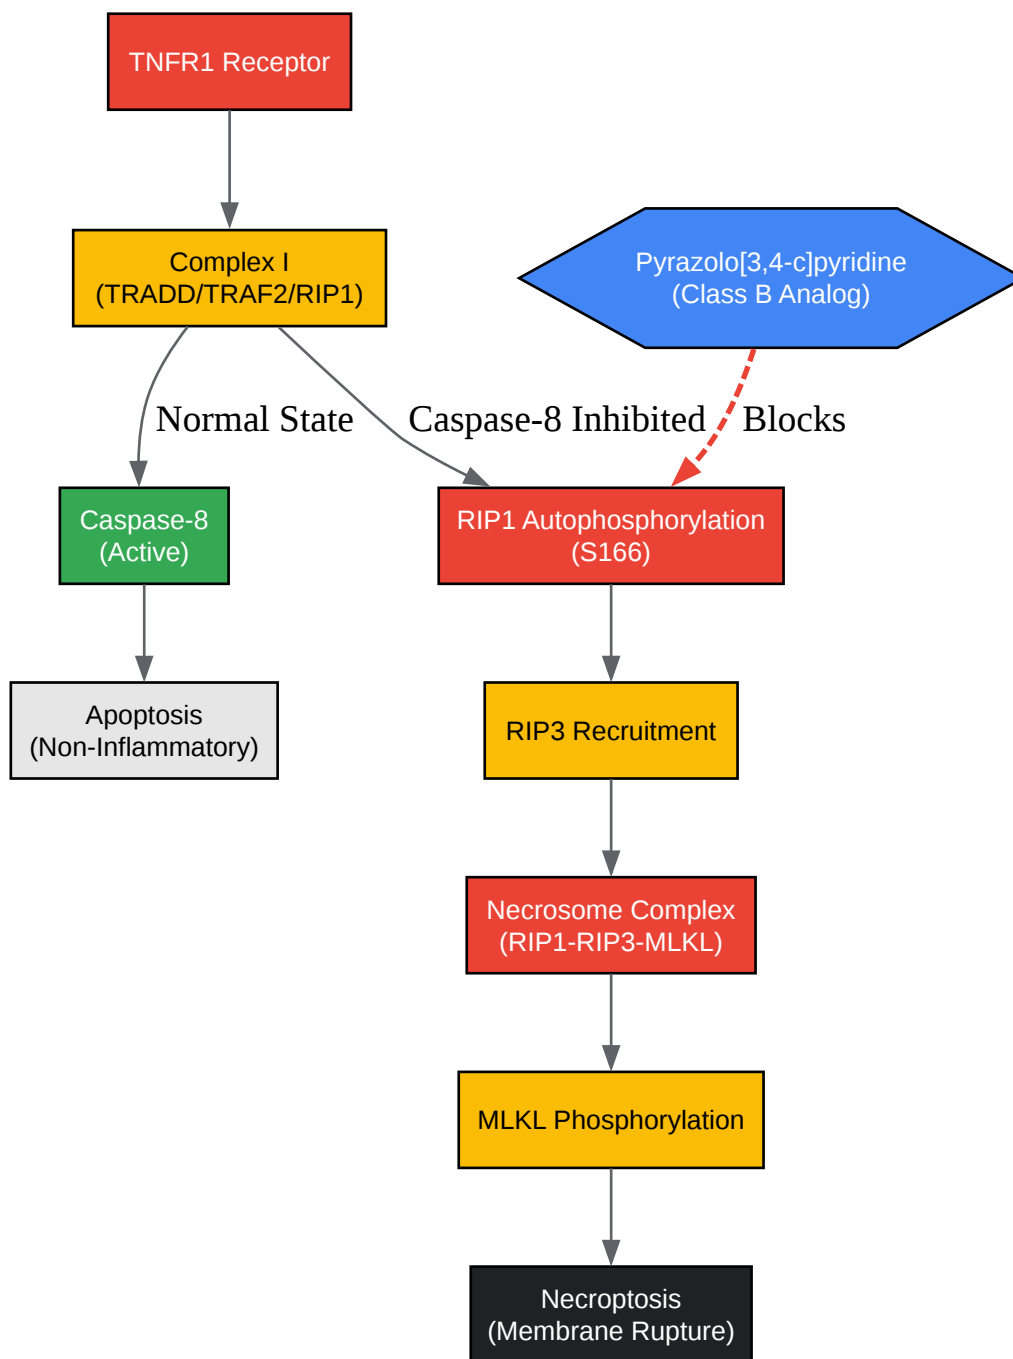 TNFR1 Receptor
Complex I
(TRADD/TRAF2/RIP1)
Pyrazolo[3,4-c]pyridine
(Class B Analog)
Normal State
Caspase-8 Inhibited
Blocks
Caspase-8
(Active)
RIP1 Autophosphorylation
(S166)
Apoptosis
(Non-Inflammatory)
RIP3 Recruitment
Necrosome Complex
(RIP1-RIP3-MLKL)
MLKL Phosphorylation
Necroptosis
(Membrane Rupture)